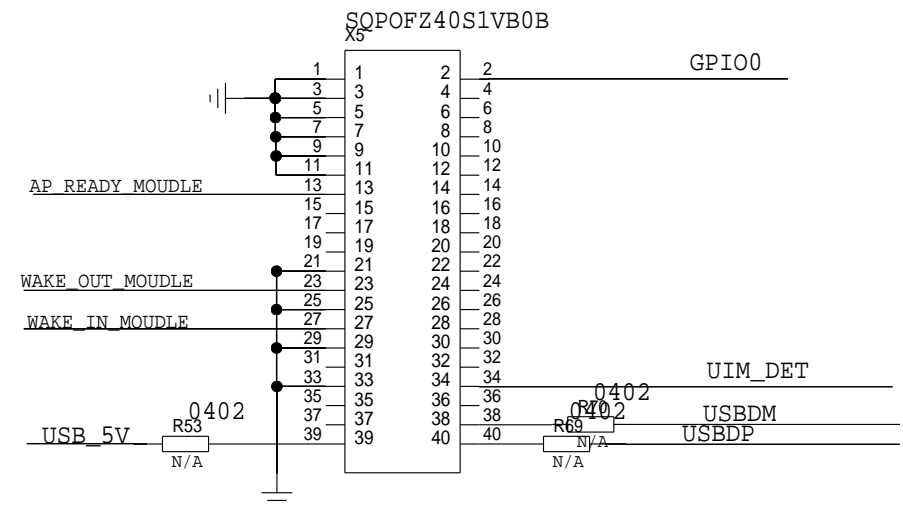 SQPOFZ40S1VB0B
X5
GPIO0
1 1 2 2
3 3 4 4
5 5 6 6
7 7 8 8
9 9 10 10
11 11 12 12
AP_READY_MOUDLE 13 13 14 14
15 15 16 16
17 17 18 18
19 19 20 20
21 21 22 22
WAKE_OUT_MOUDLE 23 23 24 24
25 25 26 26
WAKE_IN_MOUDLE 27 27 28 28
29 29 30 30
31 31 32 32
33 33 34 34 UIM_DET
35 35 36 36 0402
0402 37 37 38 38 R70 0402 USBDM
USB_5V R53 39 39 40 40 R69 N/A USBDP
N/A N/A